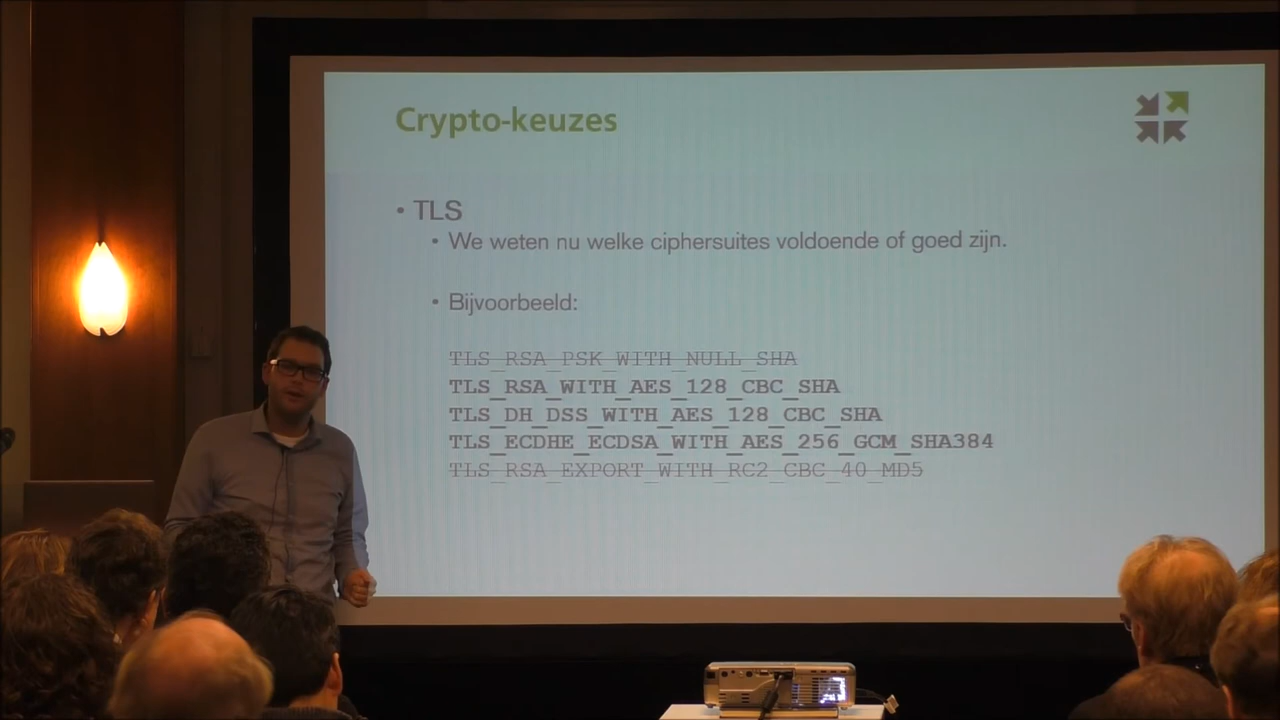 Crypto-keuzes
• TLS
• We weten nu welke ciphersuites voldoende of goed zijn.
• Bijvoorbeeld:
TLS_RSA_PSK_WITH_NULL_SHA
TLS_RSA_WITH_AES_128_CBC_SHA
TLS_DH_DSS_WITH_AES_128_CBC_SHA
TLS_ECDHE_ECDSA_WITH_AES_256_GCM_SHA384
TLS_RSA_EXPORT_WITH_RC2_CBC_40_MD5